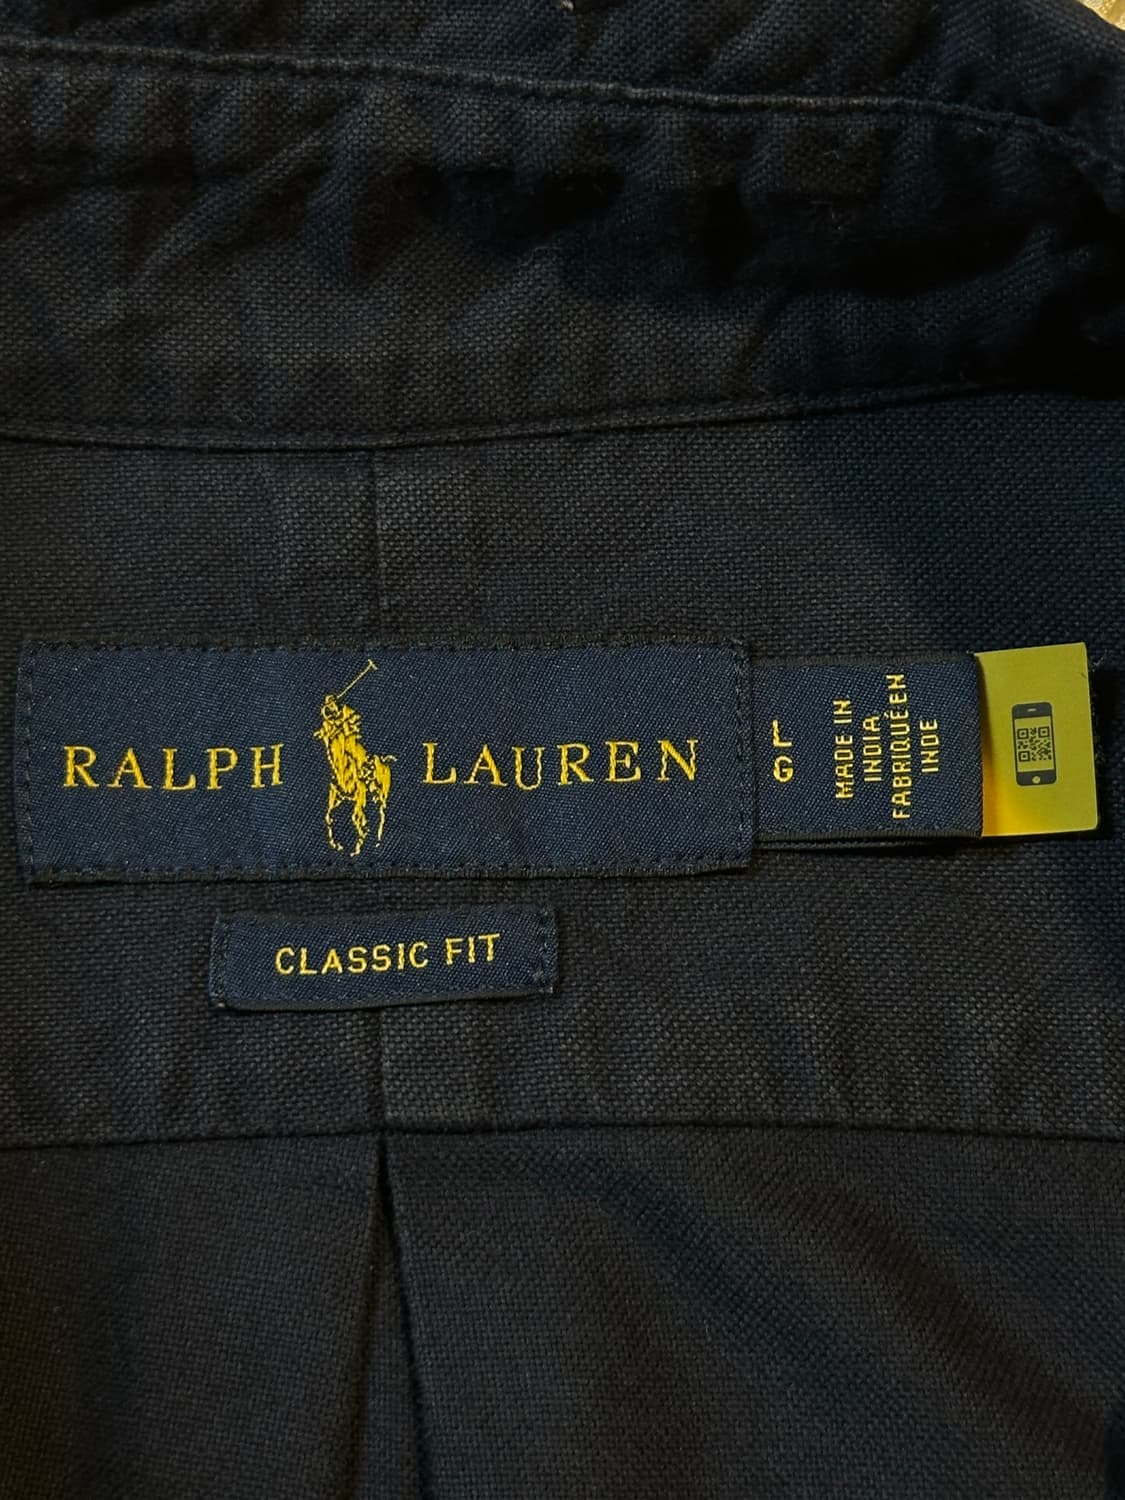 RALPH LAUREN
L
G
MADE IN
INDIA
FABRIQUÉ EN
INDE
CLASSIC FIT